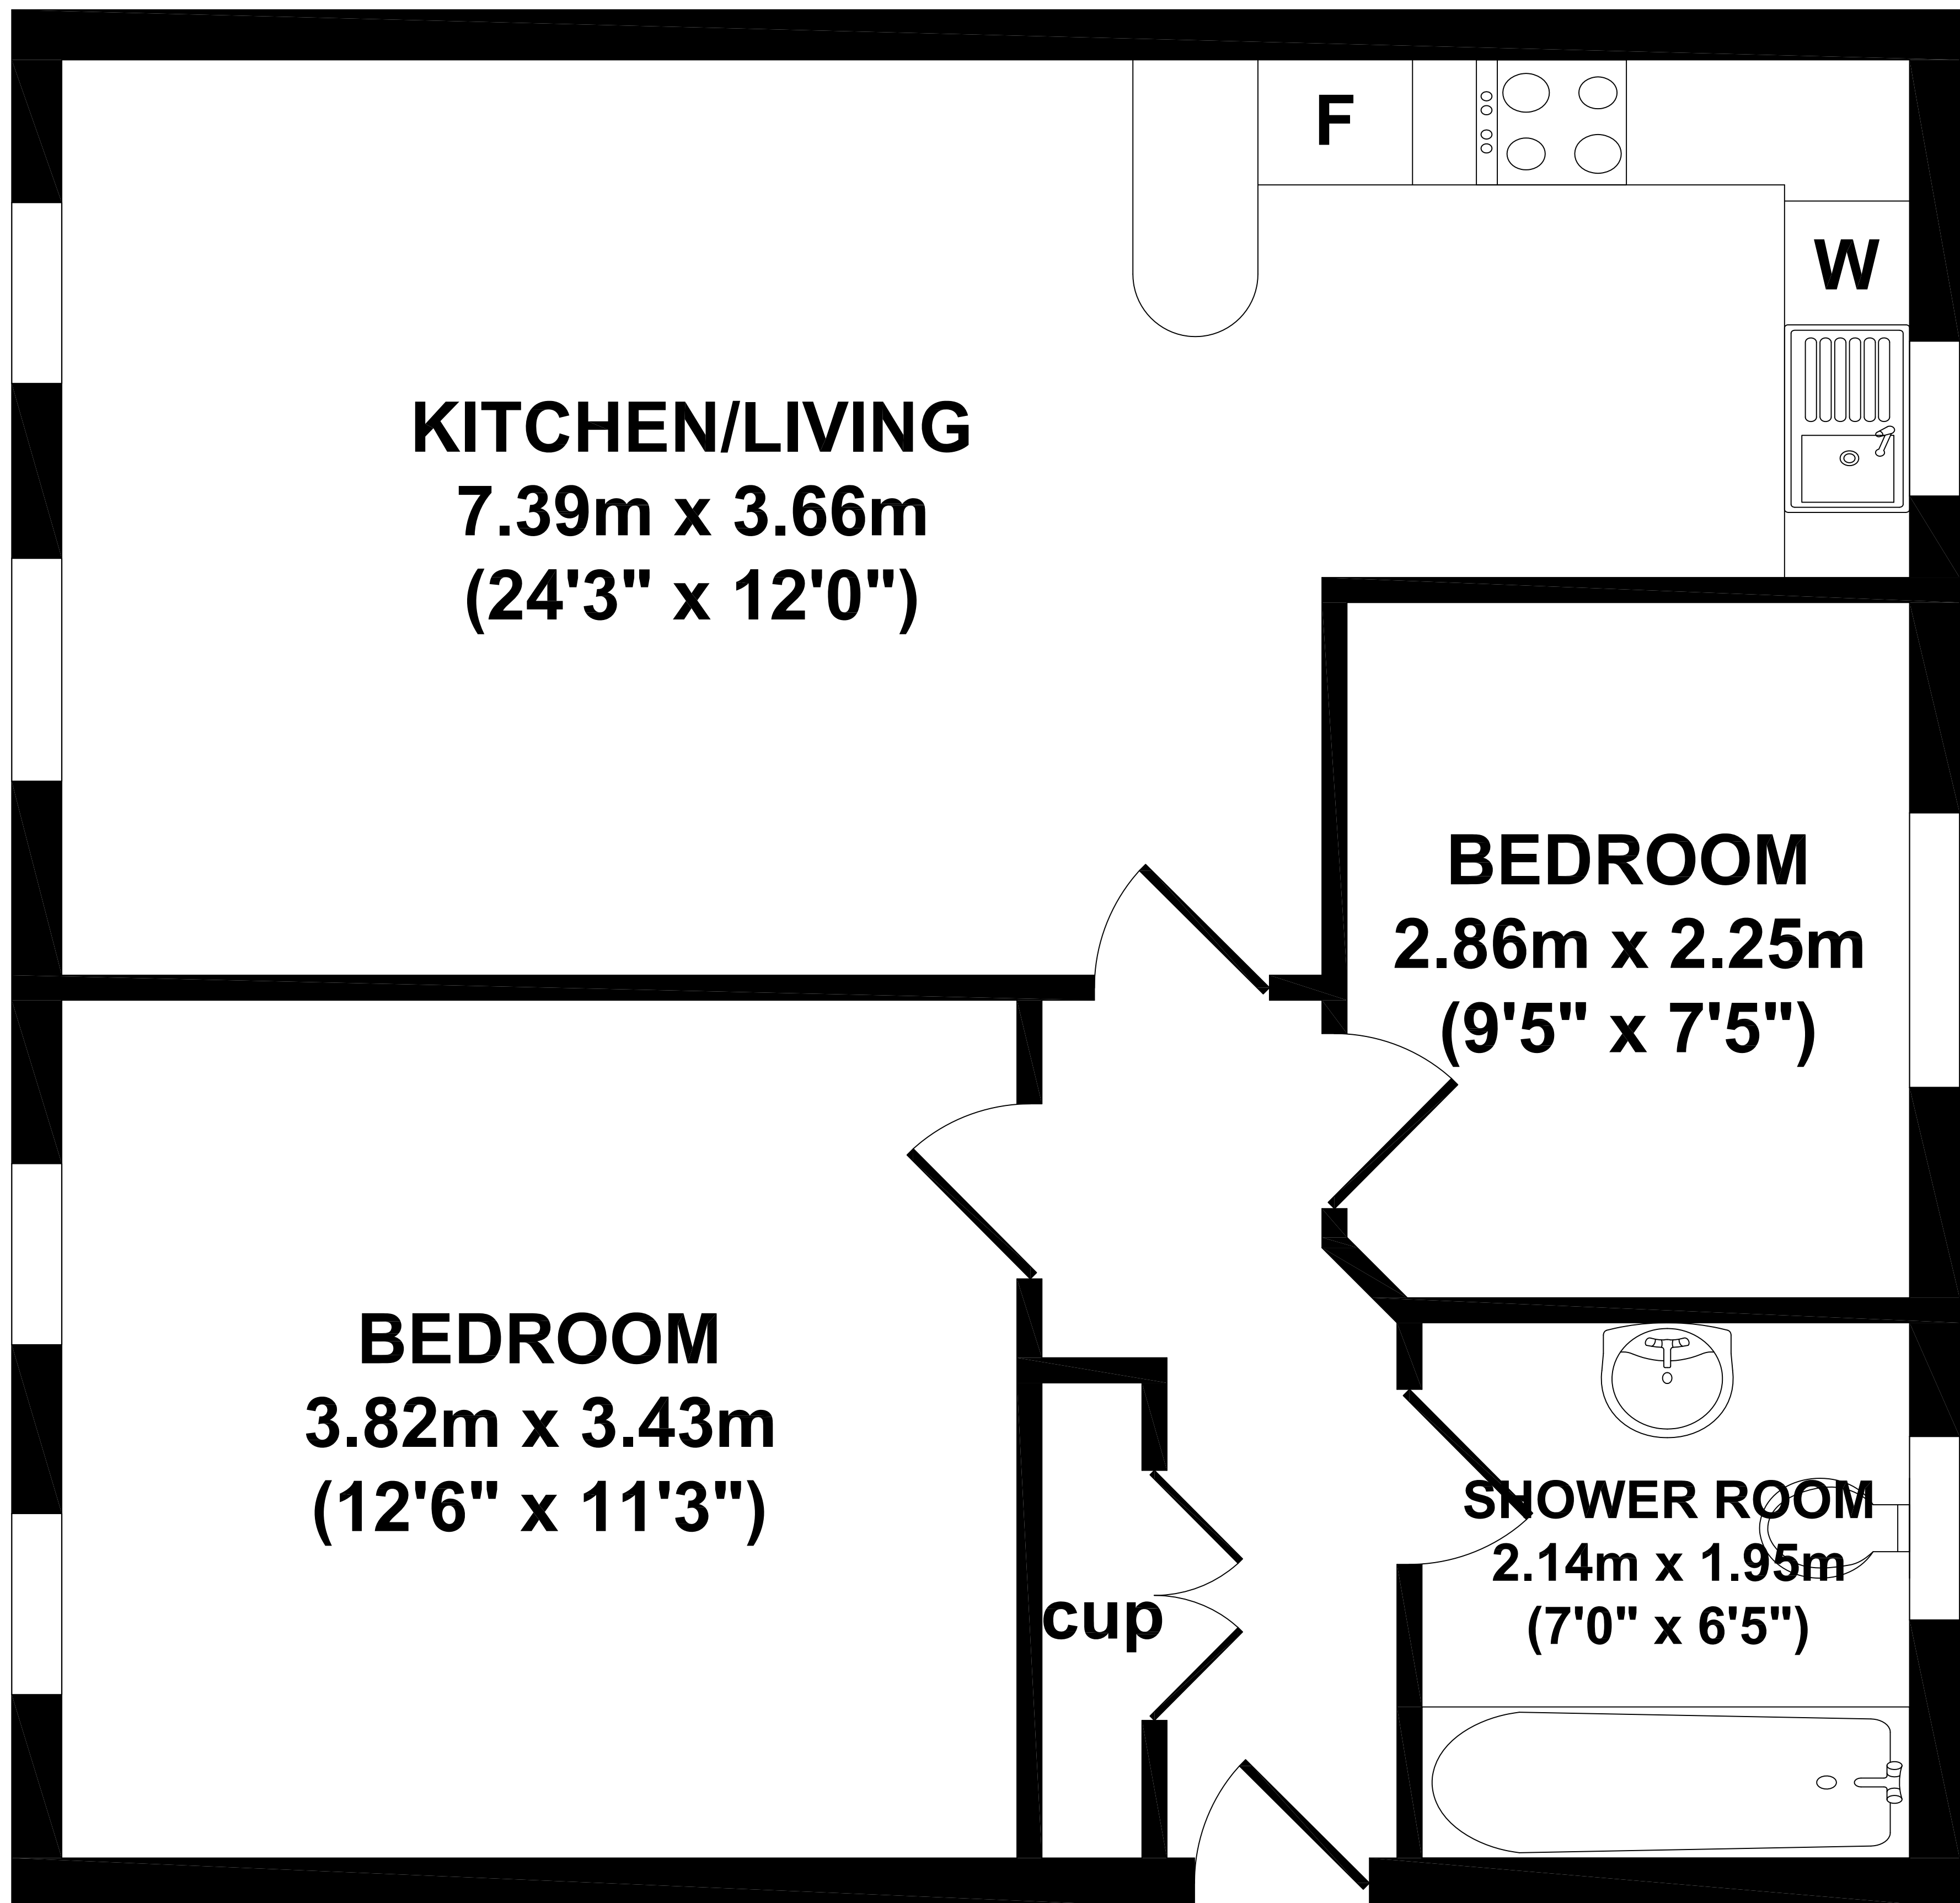 F
W
KITCHEN/LIVING
7.39m x 3.66m
(24'3" x 12'0")
BEDROOM
2.86m x 2.25m
(9'5" x 7'5")
BEDROOM
3.82m x 3.43m
(12'6" x 11'3")
SHOWER ROOM
2.14m x 1.95m
(7'0" x 6'5")
cup